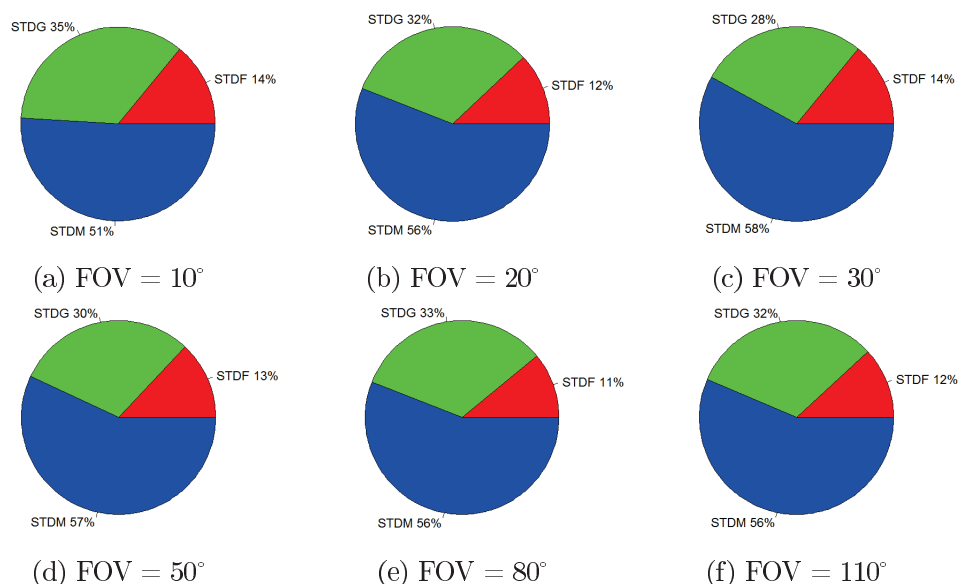 STDG 35%
STDF 14%
STDM 51%
(a) FOV = 10°
STDG 32%
STDF 12%
STDM 56%
(b) FOV = 20°
STDG 28%
STDF 14%
STDM 58%
(c) FOV = 30°
STDG 30%
STDF 13%
STDM 57%
(d) FOV = 50°
STDG 33%
STDF 11%
STDM 56%
(e) FOV = 80°
STDG 32%
STDF 12%
STDM 56%
(f) FOV = 110°